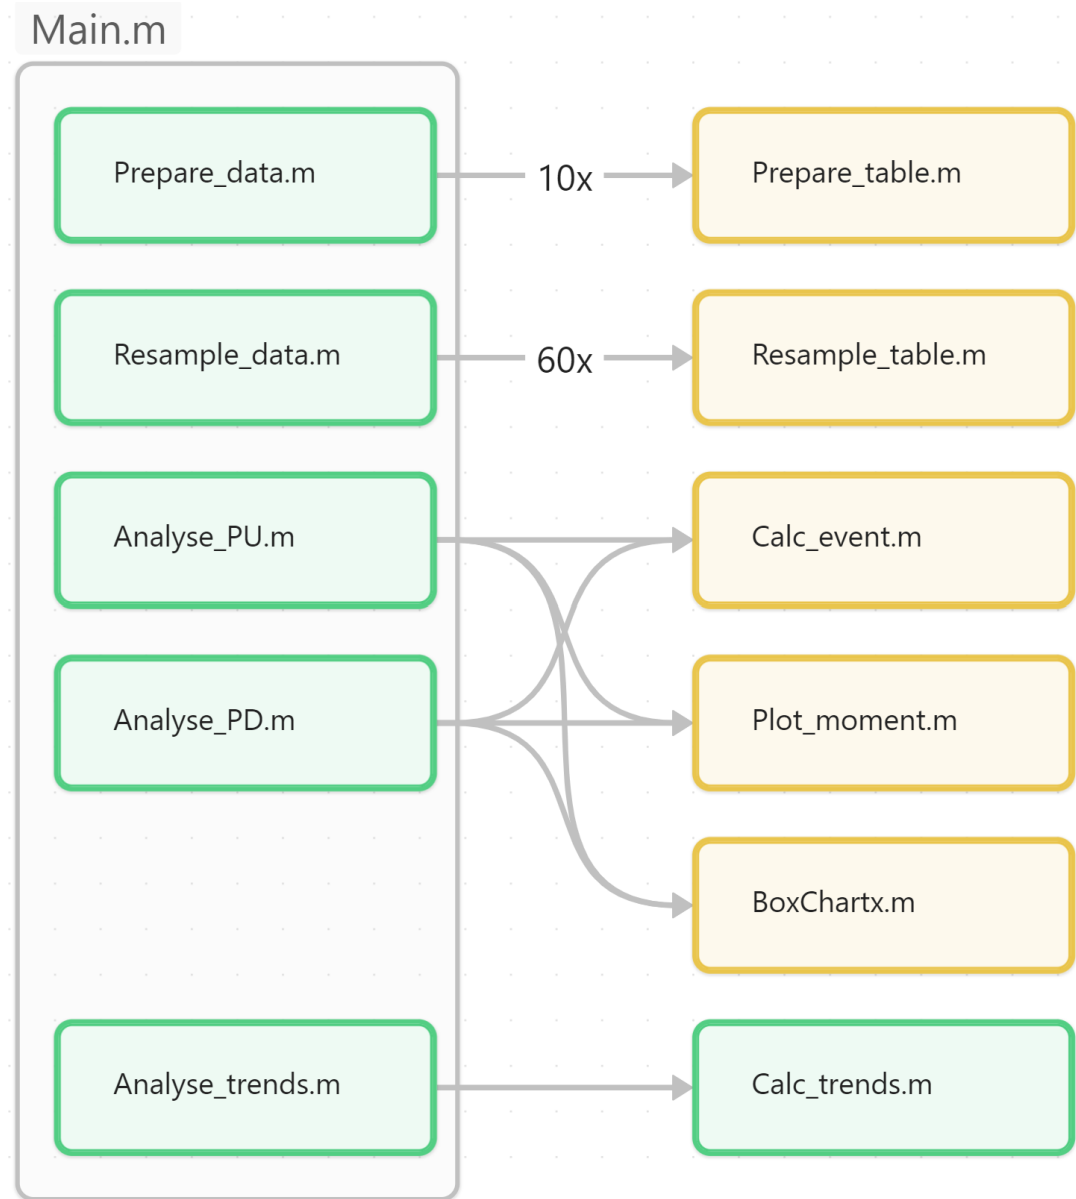 Main.m
Prepare_data.m
10x
Prepare_table.m
Resample_data.m
60x
Resample_table.m
Analyse_PU.m
Calc_event.m
Analyse_PD.m
Plot_moment.m
BoxChartx.m
Analyse_trends.m
Calc_trends.m